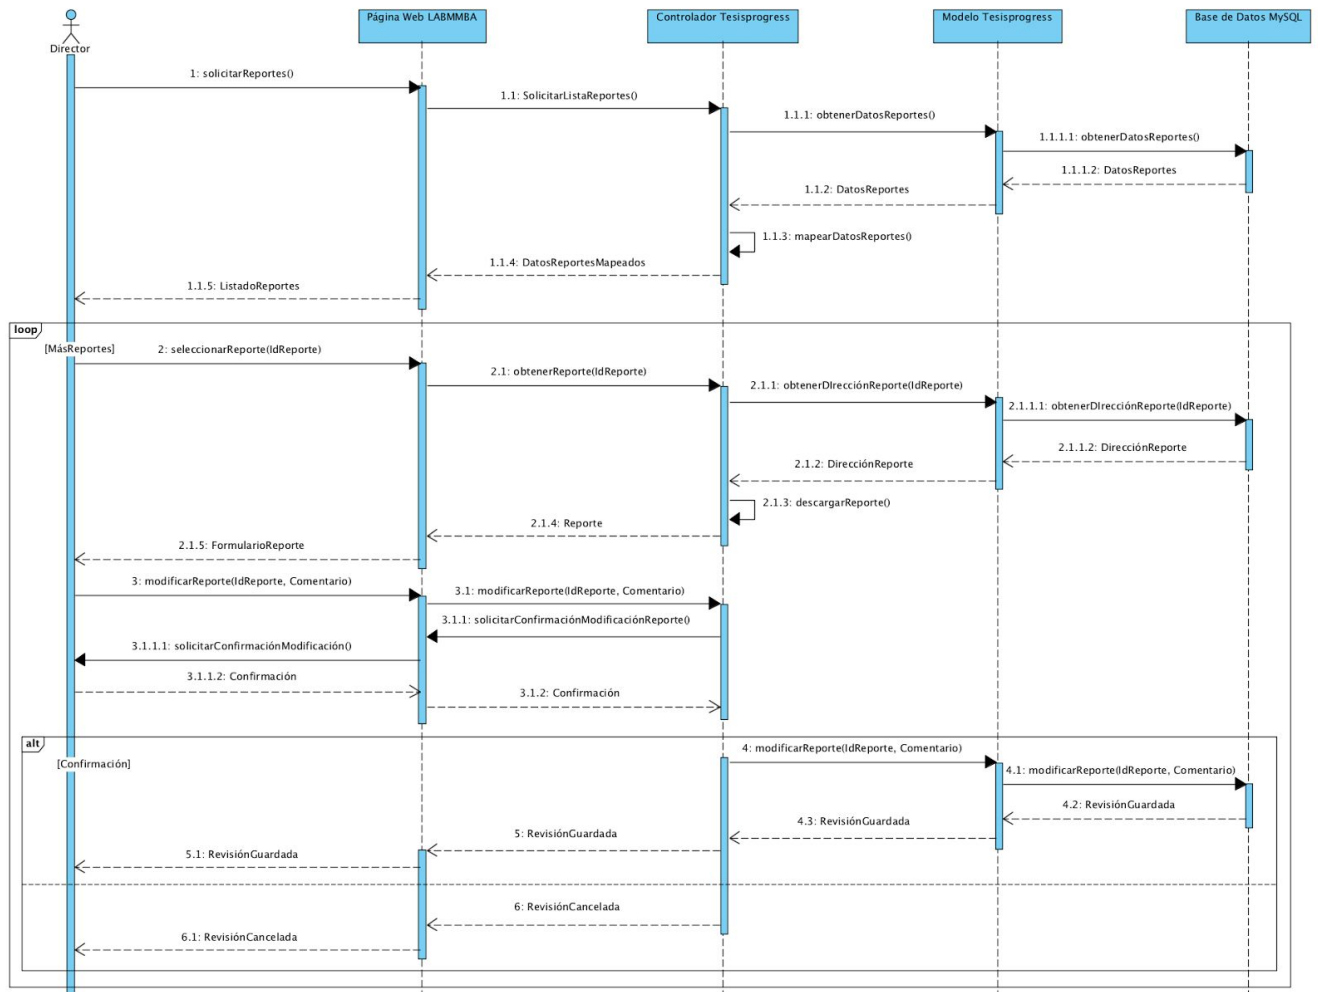 Director
Página Web LABMMBA
Controlador Tesisprogress
Modelo Tesisprogress
Base de Datos MySQL
1: solicitarReportes()
1.1: SolicitarListaReportes()
1.1.1: obtenerDatosReportes()
1.1.1.1: obtenerDatosReportes()
1.1.1.2: DatosReportes
1.1.2: DatosReportes
1.1.3: mapearDatosReportes()
1.1.4: DatosReportesMapeados
1.1.5: ListadoReportes
loop
[MásReportes]
2: seleccionarReporte(IdReporte)
2.1: obtenerReporte(IdReporte)
2.1.1: obtenerDIrecciónReporte(IdReporte)
2.1.1.1: obtenerDIrecciónReporte(IdReporte)
2.1.1.2: DirecciónReporte
2.1.2: DirecciónReporte
2.1.3: descargarReporte()
2.1.4: Reporte
2.1.5: FormularioReporte
3: modificarReporte(IdReporte, Comentario)
3.1: modificarReporte(IdReporte, Comentario)
3.1.1: solicitarConfirmaciónModificaciónReporte()
3.1.1.1: solicitarConfirmaciónModificación()
3.1.1.2: Confirmación
3.1.2: Confirmación
alt
[Confirmación]
4: modificarReporte(IdReporte, Comentario)
4.1: modificarReporte(IdReporte, Comentario)
4.2: RevisiónGuardada
4.3: RevisiónGuardada
5: RevisiónGuardada
5.1: RevisiónGuardada
6: RevisiónCancelada
6.1: RevisiónCancelada